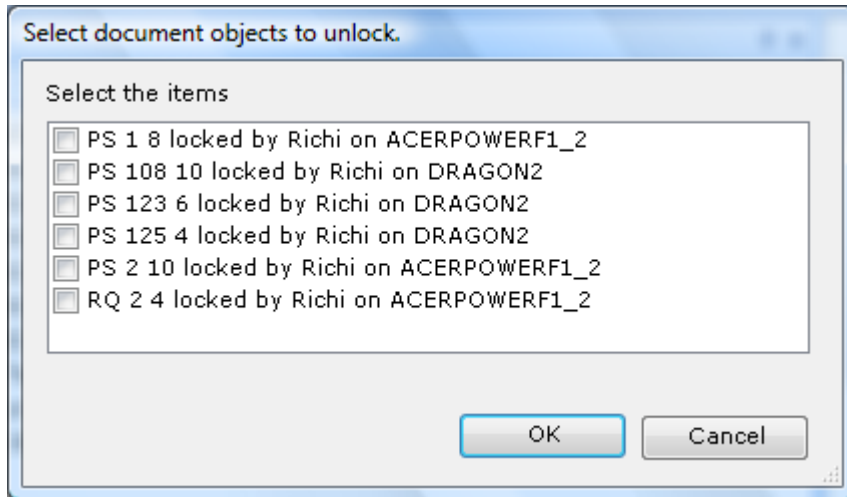 Select document objects to unlock.
Select the items
PS 1 8 locked by Richi on ACERPOWERF1_2
PS 108 10 locked by Richi on DRAGON2
PS 123 6 locked by Richi on DRAGON2
PS 125 4 locked by Richi on DRAGON2
PS 2 10 locked by Richi on ACERPOWERF1_2
RQ 2 4 locked by Richi on ACERPOWERF1_2
OK Cancel